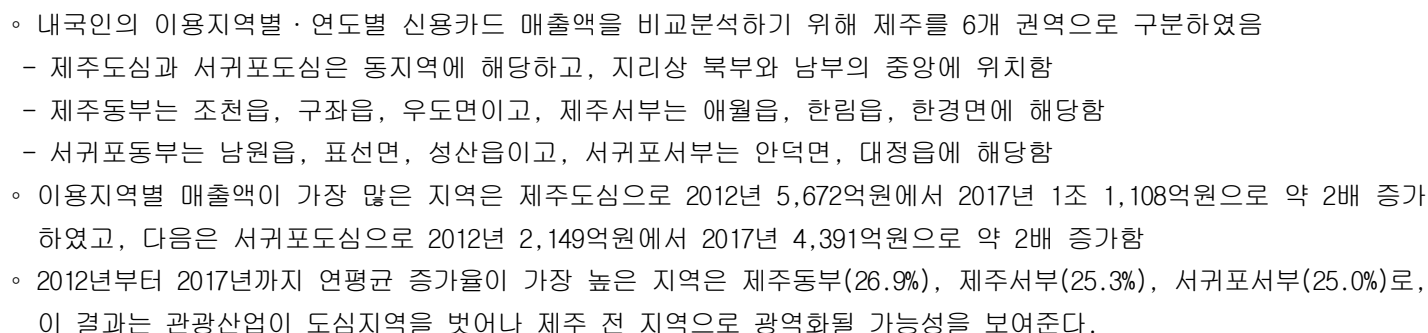 ◦ 내국인의 이용지역별·연도별 신용카드 매출액을 비교분석하기 위해 제주를 6개 권역으로 구분하였음
- 제주도심과 서귀포도심은 동지역에 해당하고, 지리상 북부와 남부의 중앙에 위치함
- 제주동부는 조천읍, 구좌읍, 우도면이고, 제주서부는 애월읍, 한림읍, 한경면에 해당함
- 서귀포동부는 남원읍, 표선면, 성산읍이고, 서귀포서부는 안덕면, 대정읍에 해당함
◦ 이용지역별 매출액이 가장 많은 지역은 제주도심으로 2012년 5,672억원에서 2017년 1조 1,108억원으로 약 2배 증가
하였고, 다음은 서귀포도심으로 2012년 2,149억원에서 2017년 4,391억원으로 약 2배 증가함
◦ 2012년부터 2017년까지 연평균 증가율이 가장 높은 지역은 제주동부(26.9%), 제주서부(25.3%), 서귀포서부(25.0%)로,
이 결과는 관광산업이 도심지역을 벗어나 제주 전 지역으로 광역화될 가능성을 보여준다.